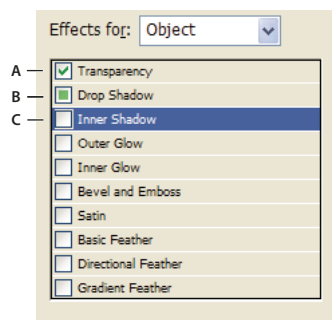 Effects for: Object
A Transparency
B Drop Shadow
C Inner Shadow
Outer Glow
Inner Glow
Bevel and Emboss
Satin
Basic Feather
Directional Feather
Gradient Feather